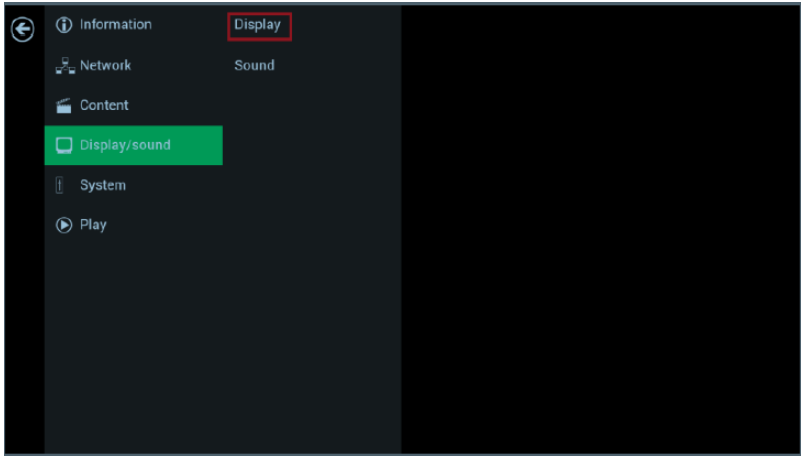 Information
Display
Network
Sound
Content
Display/sound
System
Play